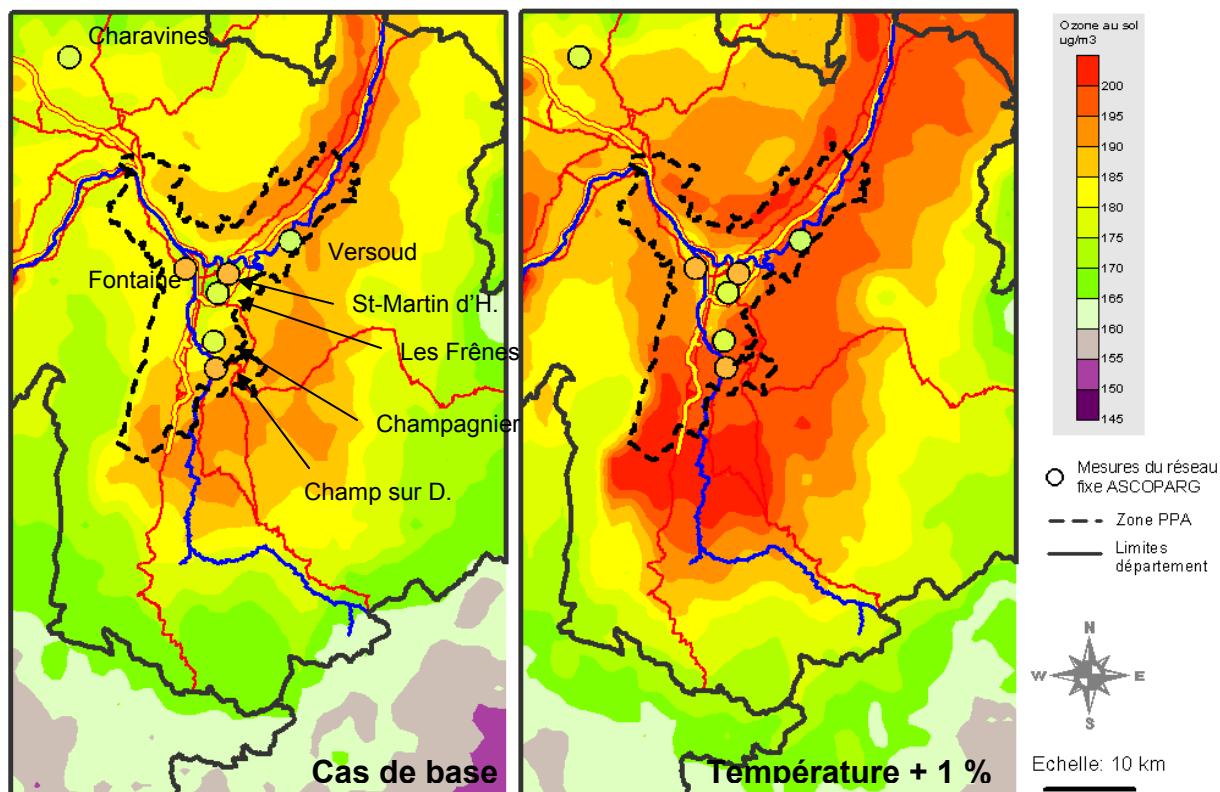 Charavines
Versoud
Fontaine
St-Martin d'H.
Les Frênes
Champagnier
Champ sur D.
Cas de base
Température + 1 %
Ozone au sol
ug/m3
200
195
190
185
180
175
170
165
160
155
150
145
Mesures du réseau
fixe ASCOPARG
Zone PPA
Limites
département
N
W
E
S
Echelle: 10 km